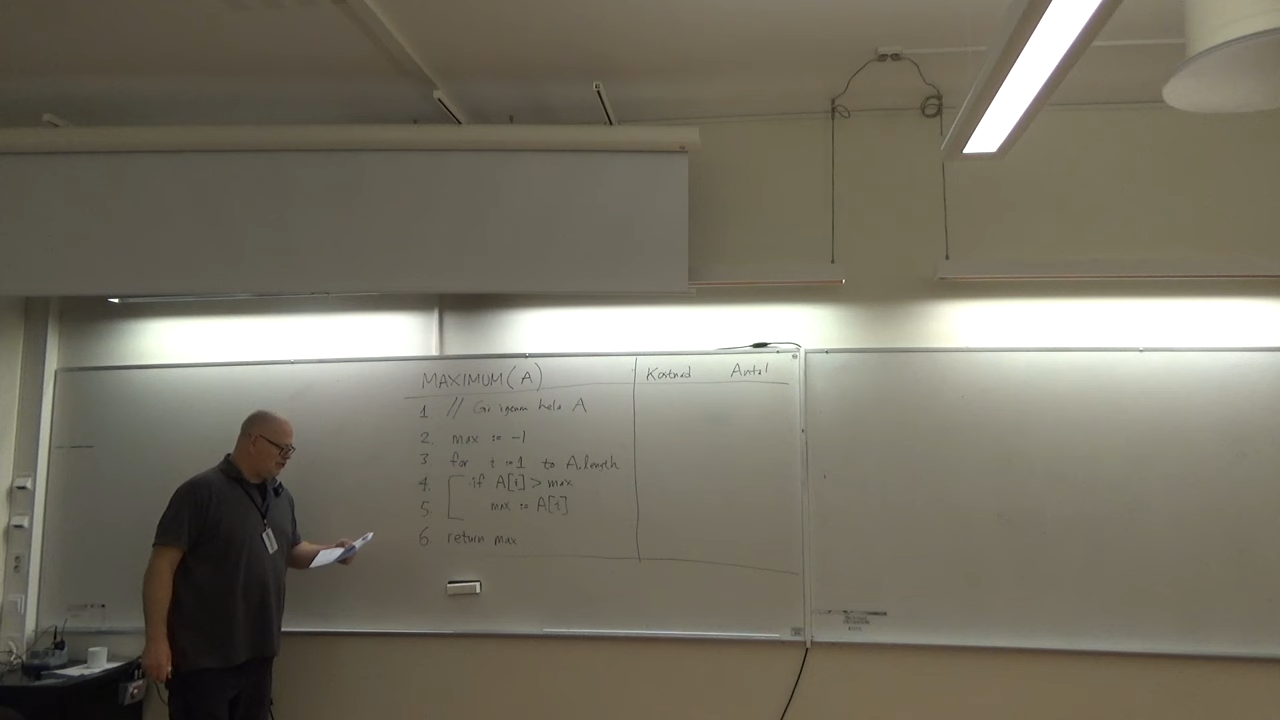 MAXIMUM(A) Kostnad Antal
1 // Gå igenom hela A
2. max := -1
3 for i := 1 to A.length
4. if A[i] > max
5. max := A[i]
6. return max